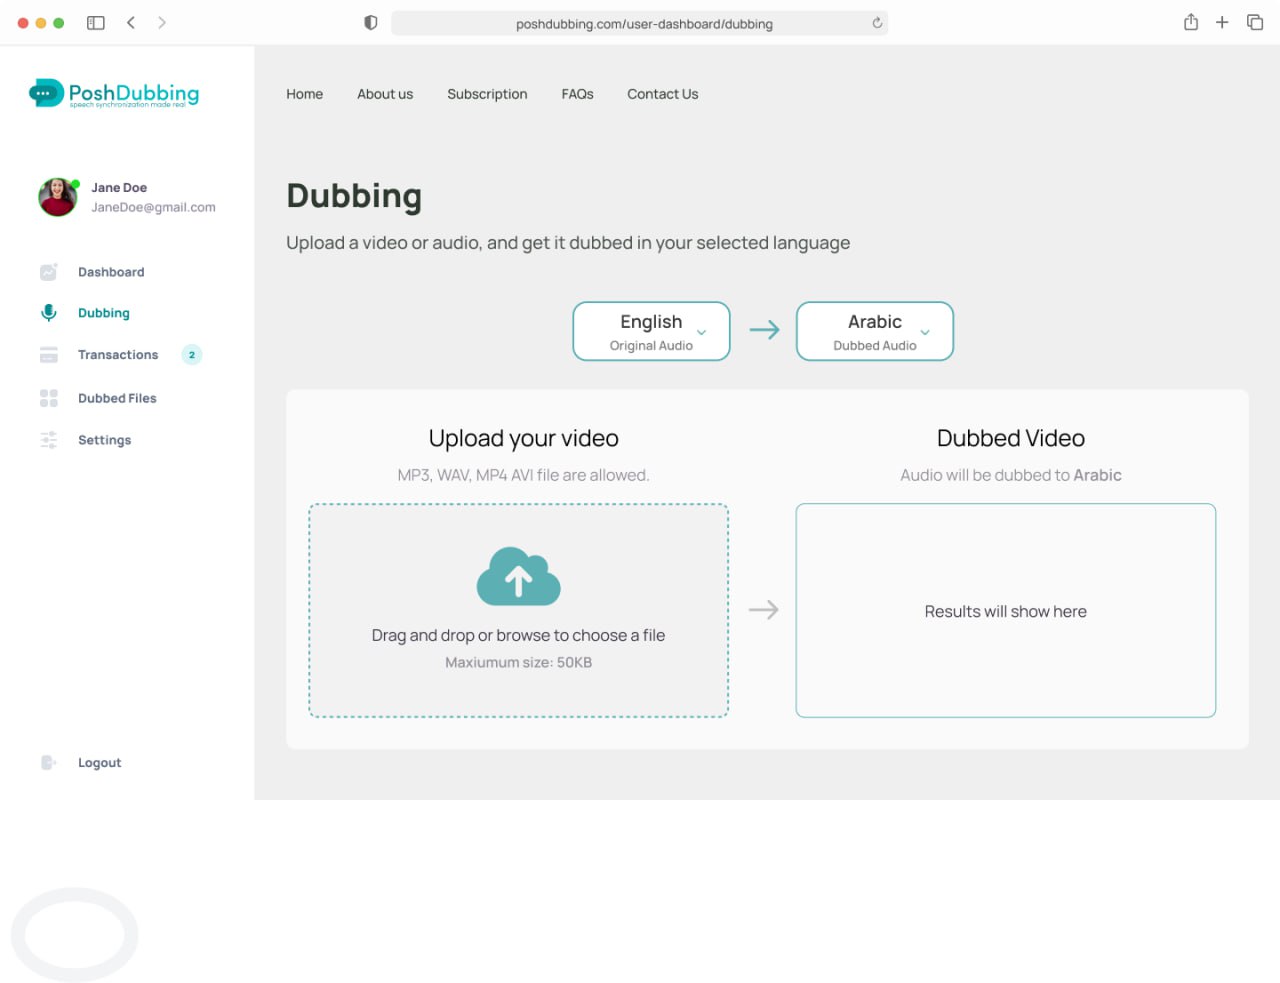 poshdubbing.com/user-dashboard/dubbing
PoshDubbing
speech synchronization made real
Home About us Subscription FAQs Contact Us
Jane Doe
JaneDoe@gmail.com
Dashboard
Dubbing
Transactions 2
Dubbed Files
Settings
Logout
Dubbing
Upload a video or audio, and get it dubbed in your selected language
English
Original Audio
Arabic
Dubbed Audio
Upload your video
MP3, WAV, MP4 AVI file are allowed.
Drag and drop or browse to choose a file
Maxiumum size: 50KB
Dubbed Video
Audio will be dubbed to Arabic
Results will show here